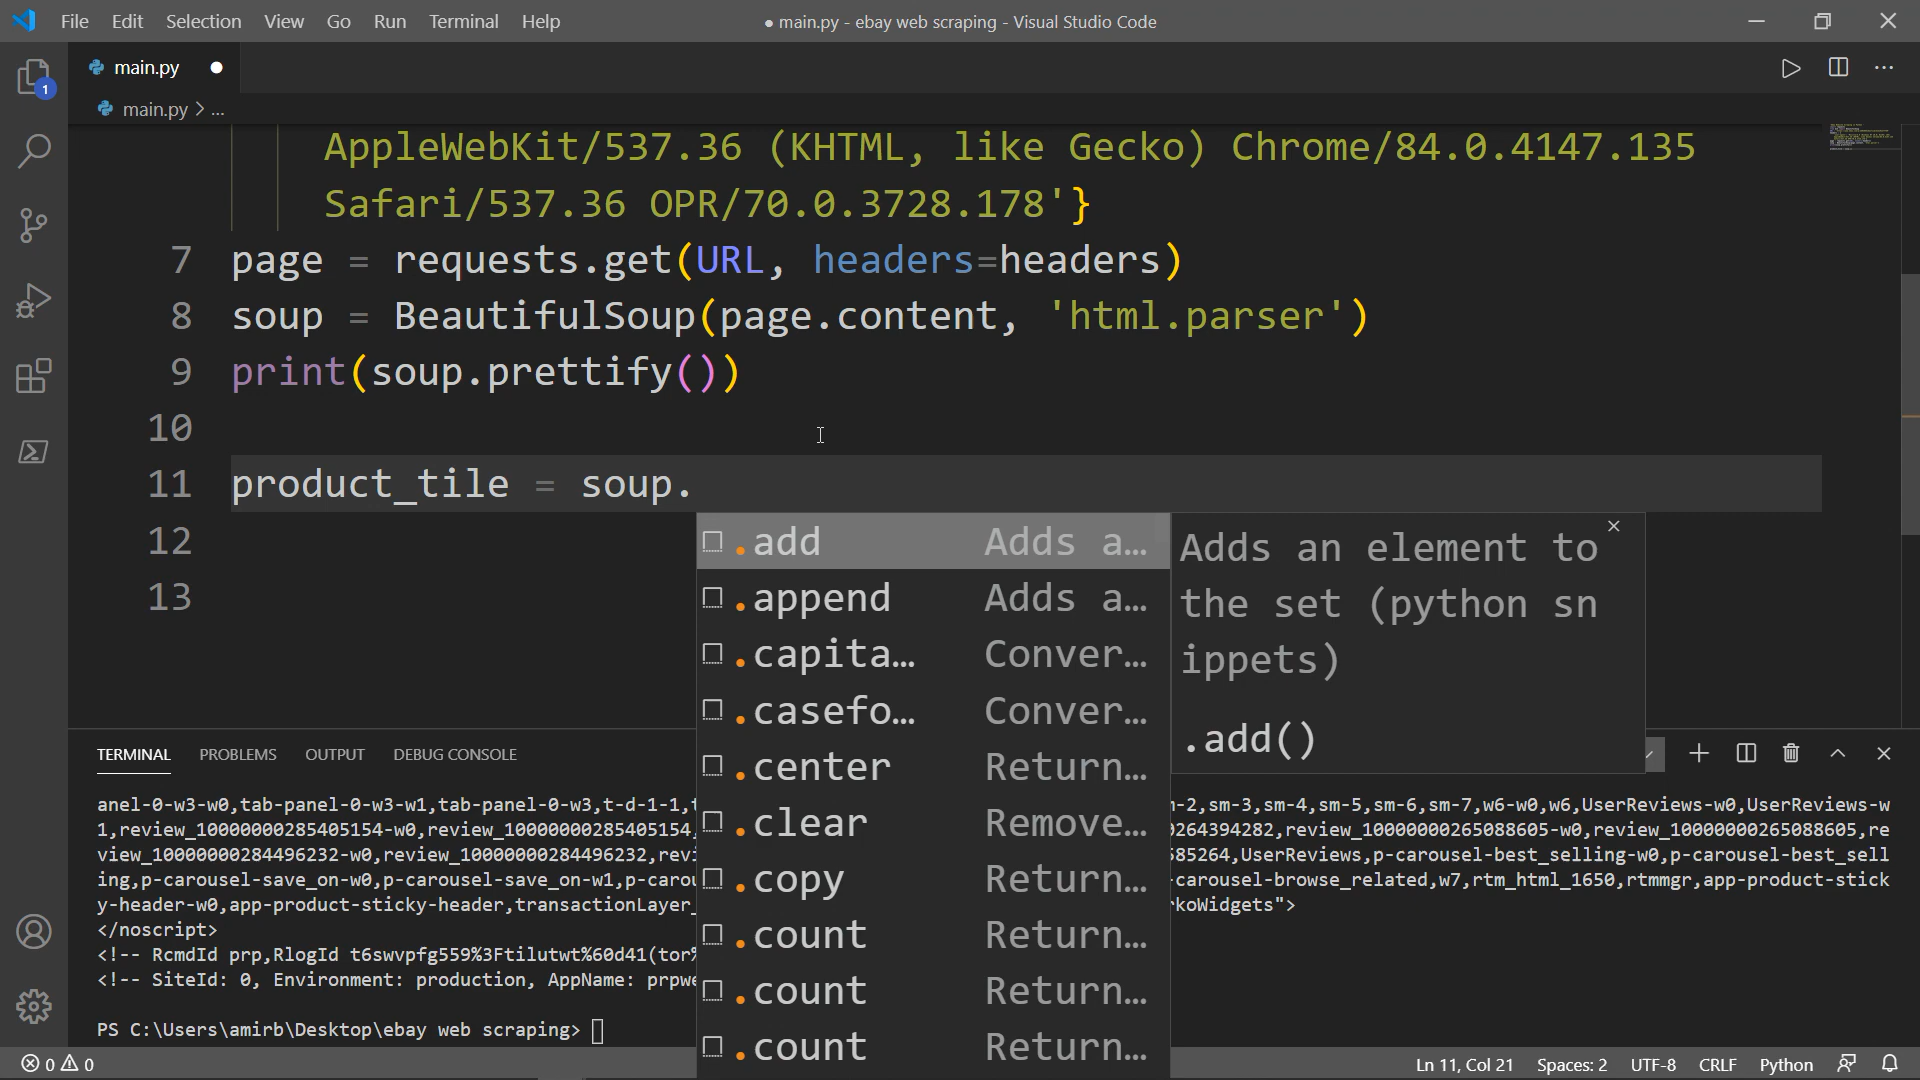 File Edit Selection View Go Run Terminal Help
● main.py - ebay web scraping - Visual Studio Code
main.py ●
main.py > ...
1
AppleWebKit/537.36 (KHTML, like Gecko) Chrome/84.0.4147.135
Safari/537.36 OPR/70.0.3728.178'}
7 page = requests.get(URL, headers=headers)
8 soup = BeautifulSoup(page.content, 'html.parser')
9 print(soup.prettify())
10
11 product_tile = soup.
12
13
.add Adds a…
.append Adds a…
.capita… Conver…
.casefo… Conver…
.center Return…
.clear Remove…
.copy Return…
.count Return…
.count Return…
.count Return…
Adds an element to
the set (python sn
ippets)
.add()
TERMINAL PROBLEMS OUTPUT DEBUG CONSOLE
anel-0-w3-w0,tab-panel-0-w3-w1,tab-panel-0-w3,t-d-1-1, -2,sm-3,sm-4,sm-5,sm-6,sm-7,w6-w0,w6,UserReviews-w0,UserReviews-w
1,review_10000000285405154-w0,review_10000000285405154, 0264394282,review_10000000265088605-w0,review_10000000265088605,re
view_10000000284496232-w0,review_10000000284496232,revi 585264,UserReviews,p-carousel-best_selling-w0,p-carousel-best_sell
ing,p-carousel-save_on-w0,p-carousel-save_on-w1,p-carou -carousel-browse_related,w7,rtm_html_1650,rtmmgr,app-product-stick
y-header-w0,app-product-sticky-header,transactionLayer_ koWidgets">
</noscript>
<!-- RcmdId prp,RlogId t6swvpfg559%3Ftilutwt%60d41(tor%
<!-- SiteId: 0, Environment: production, AppName: prpwe
PS C:\Users\amirb\Desktop\ebay web scraping>
0 0 Ln 11, Col 21 Spaces: 2 UTF-8 CRLF Python